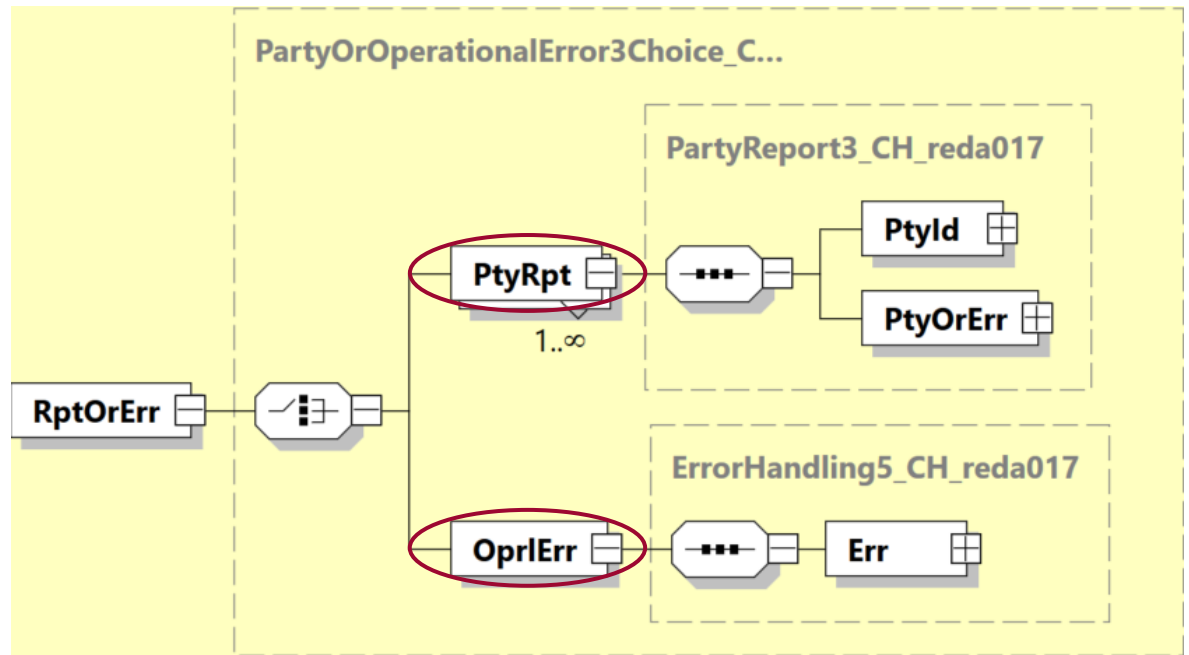 PartyOrOperationalError3Choice_C...
PartyReport3_CH_reda017
PtyId
PtyRpt
PtyOrErr
1..∞
RptOrErr
ErrorHandling5_CH_reda017
OprlErr
Err